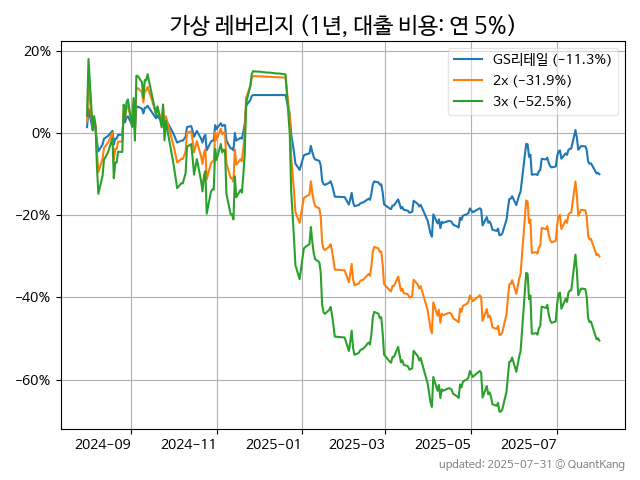 가상 레버리지 (1년, 대출 비용: 연 5%)
GS리테일 (−11.3%)
2x (−31.9%)
3x (−52.5%)
20%
0%
−20%
−40%
−60%
2024-09
2024-11
2025-01
2025-03
2025-05
2025-07
updated: 2025-07-31 © QuantKang